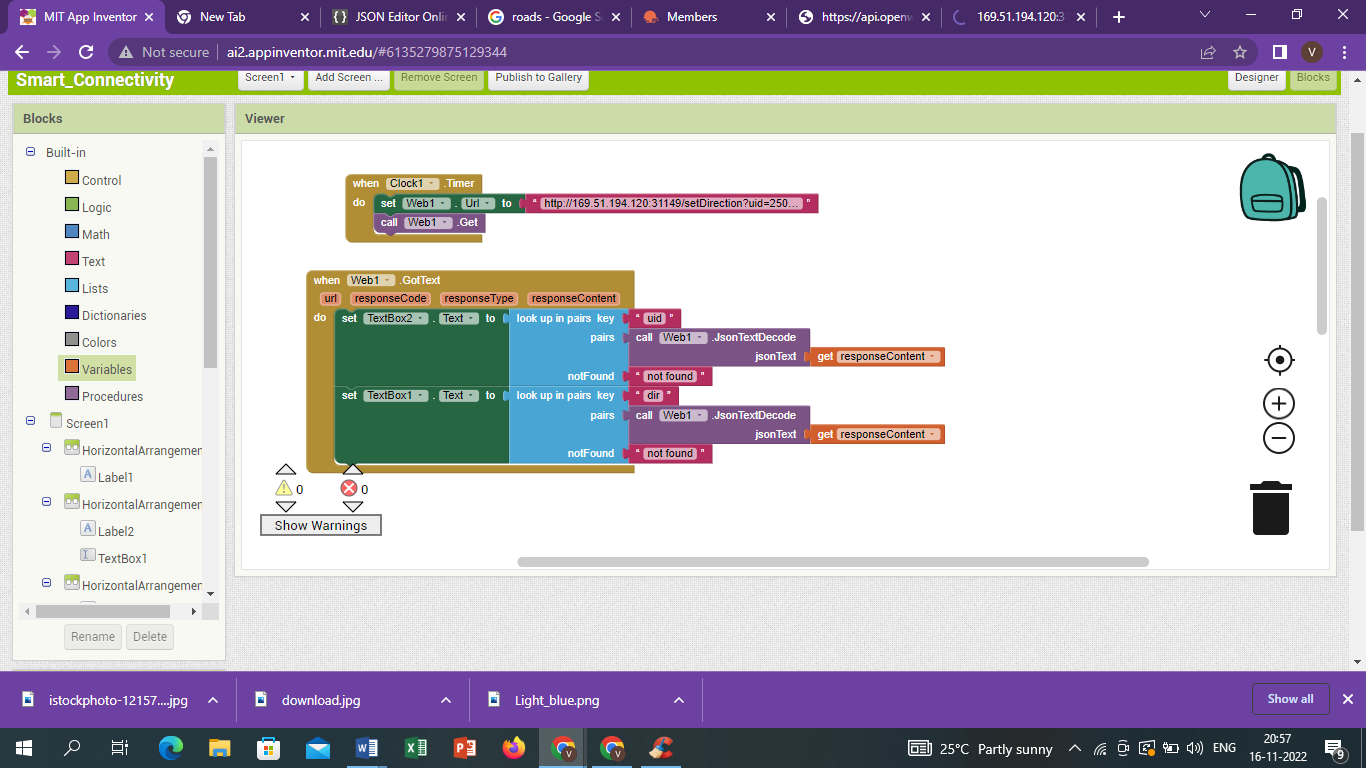 MIT App Inventor
New Tab
JSON Editor Onli
roads - Google S
Members
https://api.openw
169.51.194.120:3
Not secure
ai2.appinventor.mit.edu/#6135279875129344
V
Smart_Connectivity
Screen1
Add Screen ...
Remove Screen
Publish to Gallery
Designer
Blocks
Blocks
Viewer
Built-in
Control
Logic
Math
Text
Lists
Dictionaries
Colors
Variables
Procedures
Screen1
HorizontalArrangemen
Label1
HorizontalArrangemen
Label2
TextBox1
HorizontalArrangemen
Rename
Delete
when Clock1 .Timer
do set Web1 . Url to " http://169.51.194.120:31149/setDirection?uid=250... "
call Web1 .Get
when Web1 .GotText
url responseCode responseType responseContent
do set TextBox2 . Text to look up in pairs key " uid "
pairs call Web1 .JsonTextDecode
jsonText get responseContent
notFound " not found "
set TextBox1 . Text to look up in pairs key " dir "
pairs call Web1 .JsonTextDecode
jsonText get responseContent
notFound " not found "
0 0
Show Warnings
istockphoto-12157....jpg
download.jpg
Light_blue.png
Show all
25°C Partly sunny
ENG
20:57
16-11-2022
9